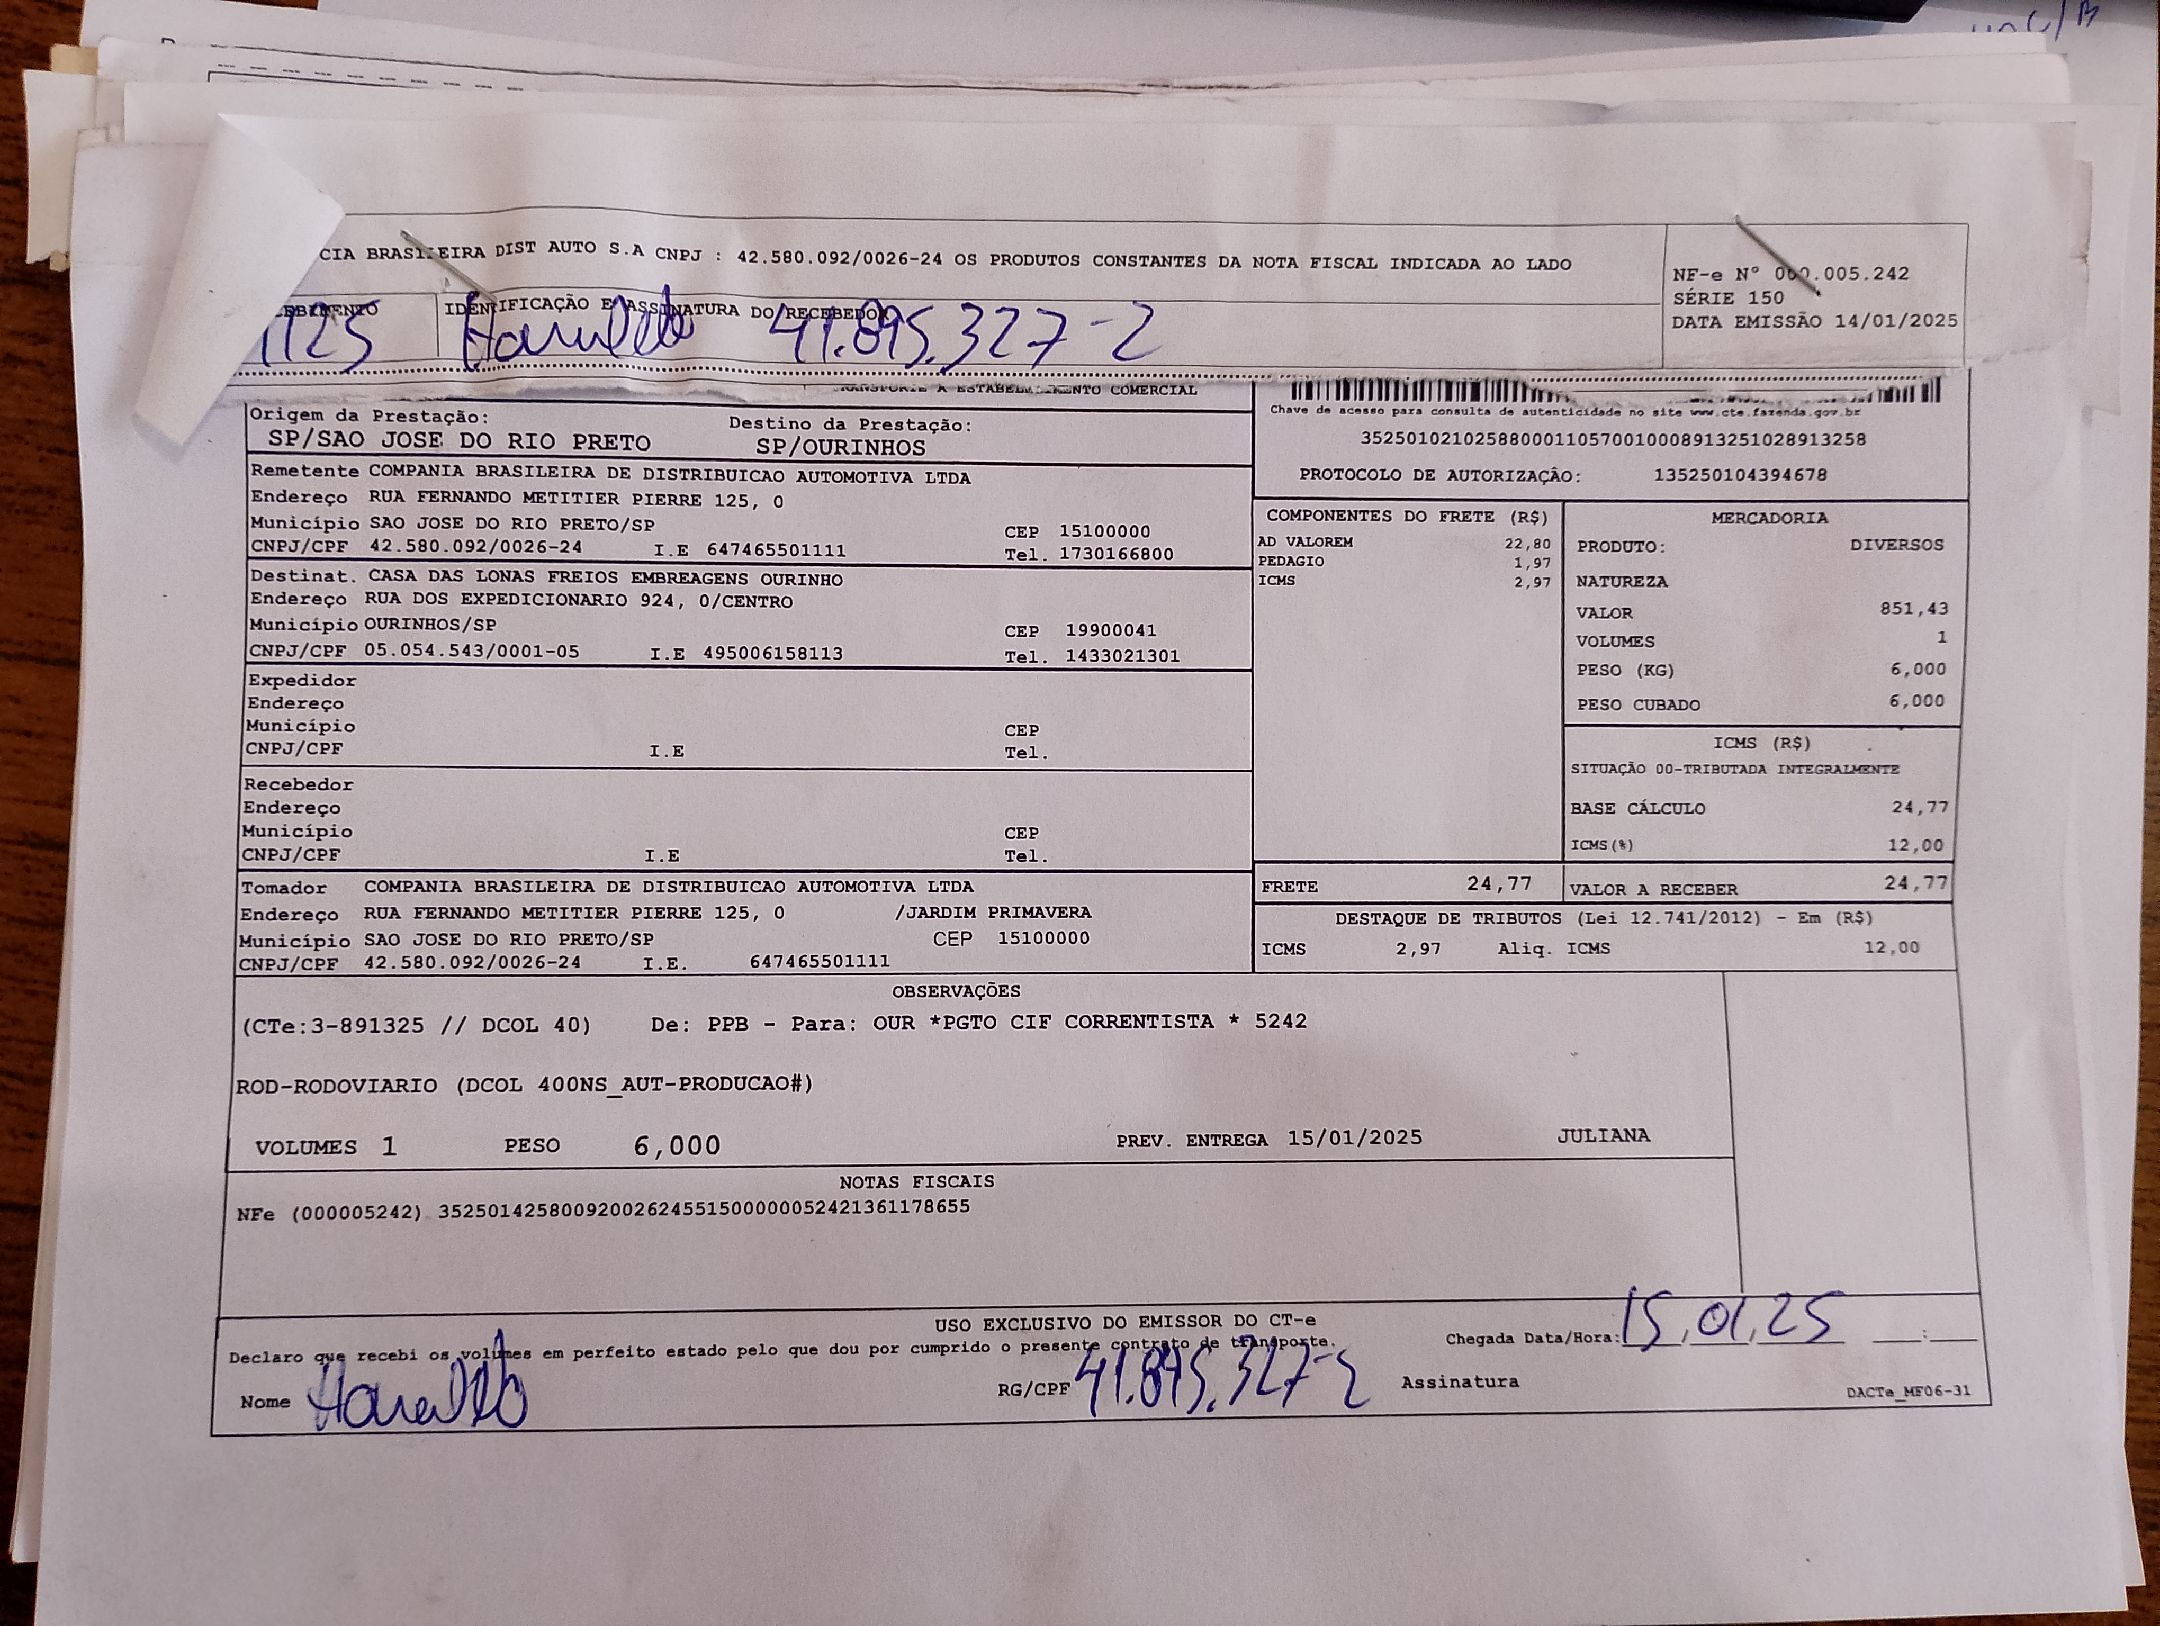 CIA BRASILEIRA DIST AUTO S.A CNPJ : 42.580.092/0026-24 OS PRODUTOS CONSTANTES DA NOTA FISCAL INDICADA AO LADO
NF-e Nº 000.005.242
SÉRIE 150
DATA EMISSÃO 14/01/2025
IDENTIFICAÇÃO E ASSINATURA DO RECEBEDOR
41.895.327-2
TRANSPORTE A ESTABELECIMENTO COMERCIAL
Origem da Prestação: Destino da Prestação:
SP/SAO JOSE DO RIO PRETO SP/OURINHOS
Chave de acesso para consulta de autenticidade no site www.cte.fazenda.gov.br
35250102102588000110570010008913251028913258
PROTOCOLO DE AUTORIZAÇÃO: 135250104394678
Remetente COMPANIA BRASILEIRA DE DISTRIBUICAO AUTOMOTIVA LTDA
Endereço RUA FERNANDO METITIER PIERRE 125, 0
Município SAO JOSE DO RIO PRETO/SP CEP 15100000
CNPJ/CPF 42.580.092/0026-24 I.E 647465501111 Tel. 1730166800
Destinat. CASA DAS LONAS FREIOS EMBREAGENS OURINHO
Endereço RUA DOS EXPEDICIONARIO 924, 0/CENTRO
Município OURINHOS/SP CEP 19900041
CNPJ/CPF 05.054.543/0001-05 I.E 495006158113 Tel. 1433021301
Expedidor
Endereço
Município CEP
CNPJ/CPF I.E Tel.
Recebedor
Endereço
Município CEP
CNPJ/CPF I.E Tel.
Tomador COMPANIA BRASILEIRA DE DISTRIBUICAO AUTOMOTIVA LTDA
Endereço RUA FERNANDO METITIER PIERRE 125, 0 /JARDIM PRIMAVERA
Município SAO JOSE DO RIO PRETO/SP CEP 15100000
CNPJ/CPF 42.580.092/0026-24 I.E. 647465501111
COMPONENTES DO FRETE (R$)
AD VALOREM 22,80
PEDAGIO 1,97
ICMS 2,97
MERCADORIA
PRODUTO: DIVERSOS
NATUREZA
VALOR 851,43
VOLUMES 1
PESO (KG) 6,000
PESO CUBADO 6,000
ICMS (R$)
SITUAÇÃO 00-TRIBUTADA INTEGRALMENTE
BASE CÁLCULO 24,77
ICMS(%) 12,00
FRETE 24,77 VALOR A RECEBER 24,77
DESTAQUE DE TRIBUTOS (Lei 12.741/2012) - Em (R$)
ICMS 2,97 Aliq. ICMS 12,00
OBSERVAÇÕES
(CTe:3-891325 // DCOL 40) De: PPB - Para: OUR *PGTO CIF CORRENTISTA * 5242
ROD-RODOVIARIO (DCOL 400NS_AUT-PRODUCAO#)
VOLUMES 1 PESO 6,000 PREV. ENTREGA 15/01/2025 JULIANA
NOTAS FISCAIS
NFe (000005242) 35250142580092002624551500000052421361178655
USO EXCLUSIVO DO EMISSOR DO CT-e
Declaro que recebi os volumes em perfeito estado pelo que dou por cumprido o presente contrato de transporte.
Chegada Data/Hora: 15/01/25 __:__
Nome RG/CPF 41.895.327-2 Assinatura
DACTe_MF06-31